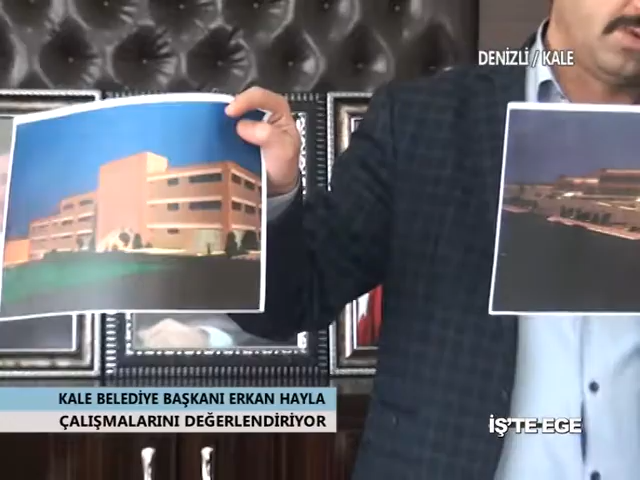 DENİZLİ / KALE
KALE BELEDİYE BAŞKANI ERKAN HAYLA
ÇALIŞMALARINI DEĞERLENDİRİYOR
İŞ'TE EGE